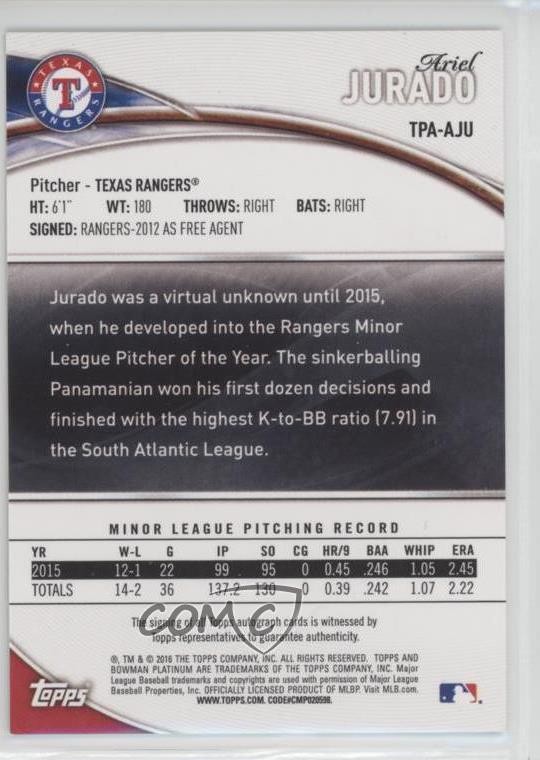 TEXAS
T
RANGERS
Ariel
JURADO
TPA-AJU
Pitcher - TEXAS RANGERS®
HT: 6'1" WT: 180 THROWS: RIGHT BATS: RIGHT
SIGNED: RANGERS-2012 AS FREE AGENT
Jurado was a virtual unknown until 2015,
when he developed into the Rangers Minor
League Pitcher of the Year. The sinkerballing
Panamanian won his first dozen decisions and
finished with the highest K-to-BB ratio (7.91) in
the South Atlantic League.
MINOR LEAGUE PITCHING RECORD
YR W-L G IP SO CG HR/9 BAA WHIP ERA
2015 12-1 22 99 95 0 0.45 .246 1.05 2.45
TOTALS 14-2 36 137.2 130 0 0.39 .242 1.07 2.22
COMC
The signing of all Topps autograph cards is witnessed by
Topps representatives to guarantee authenticity.
®, TM & © 2016 THE TOPPS COMPANY, INC. ALL RIGHTS RESERVED. TOPPS AND
BOWMAN PLATINUM ARE TRADEMARKS OF THE TOPPS COMPANY, INC. Major
League Baseball trademarks and copyrights are used with permission of Major League
Baseball Properties, Inc. OFFICIALLY LICENSED PRODUCT OF MLBP. Visit MLB.com.
WWW.TOPPS.COM. CODE#CMP020598.
Topps